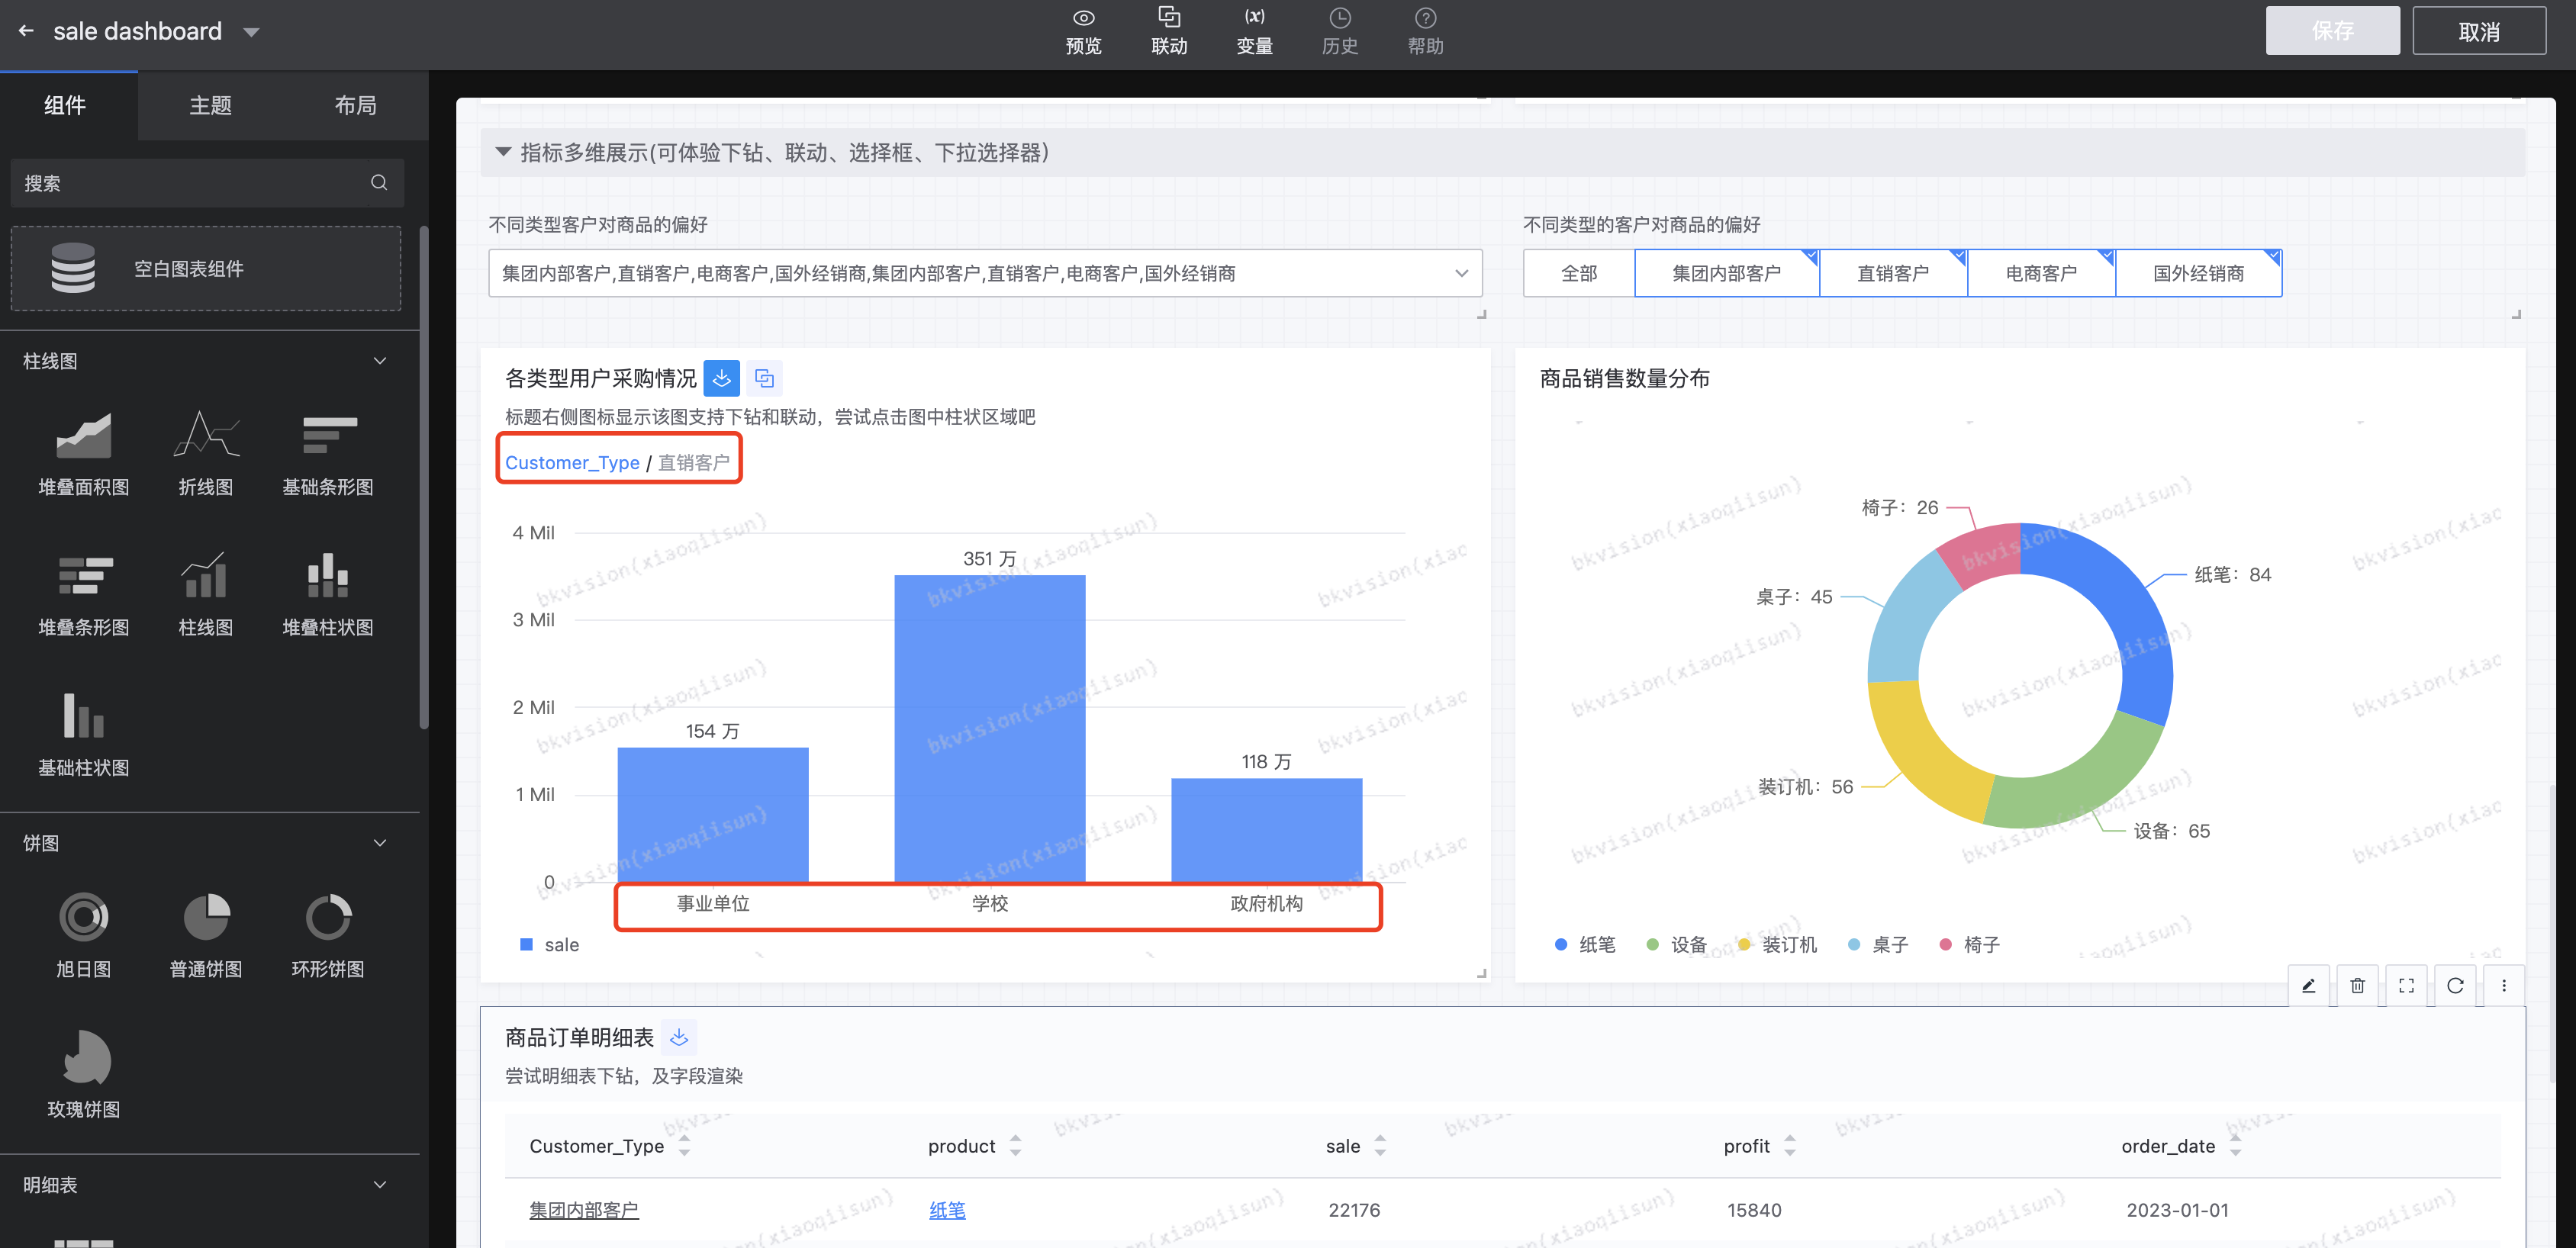 sale dashboard
预览
联动
变量
历史
帮助
保存
取消
组件
主题
布局
搜索
空白图表组件
柱线图
堆叠面积图
折线图
基础条形图
堆叠条形图
柱线图
堆叠柱状图
基础柱状图
饼图
旭日图
普通饼图
环形饼图
玫瑰饼图
明细表
指标多维展示(可体验下钻、联动、选择框、下拉选择器)
不同类型客户对商品的偏好
集团内部客户,直销客户,电商客户,国外经销商,集团内部客户,直销客户,电商客户,国外经销商
不同类型的客户对商品的偏好
全部
集团内部客户
直销客户
电商客户
国外经销商
各类型用户采购情况
标题右侧图标显示该图支持下钻和联动，尝试点击图中柱状区域吧
Customer_Type / 直销客户
4 Mil
3 Mil
2 Mil
1 Mil
0
154 万
351 万
118 万
事业单位
学校
政府机构
sale
商品销售数量分布
椅子：26
纸笔：84
桌子：45
装订机：56
设备：65
纸笔
设备
装订机
桌子
椅子
bkvision(xiaoqiisun)
商品订单明细表
尝试明细表下钻，及字段渲染
Customer_Type
product
sale
profit
order_date
集团内部客户
纸笔
22176
15840
2023-01-01